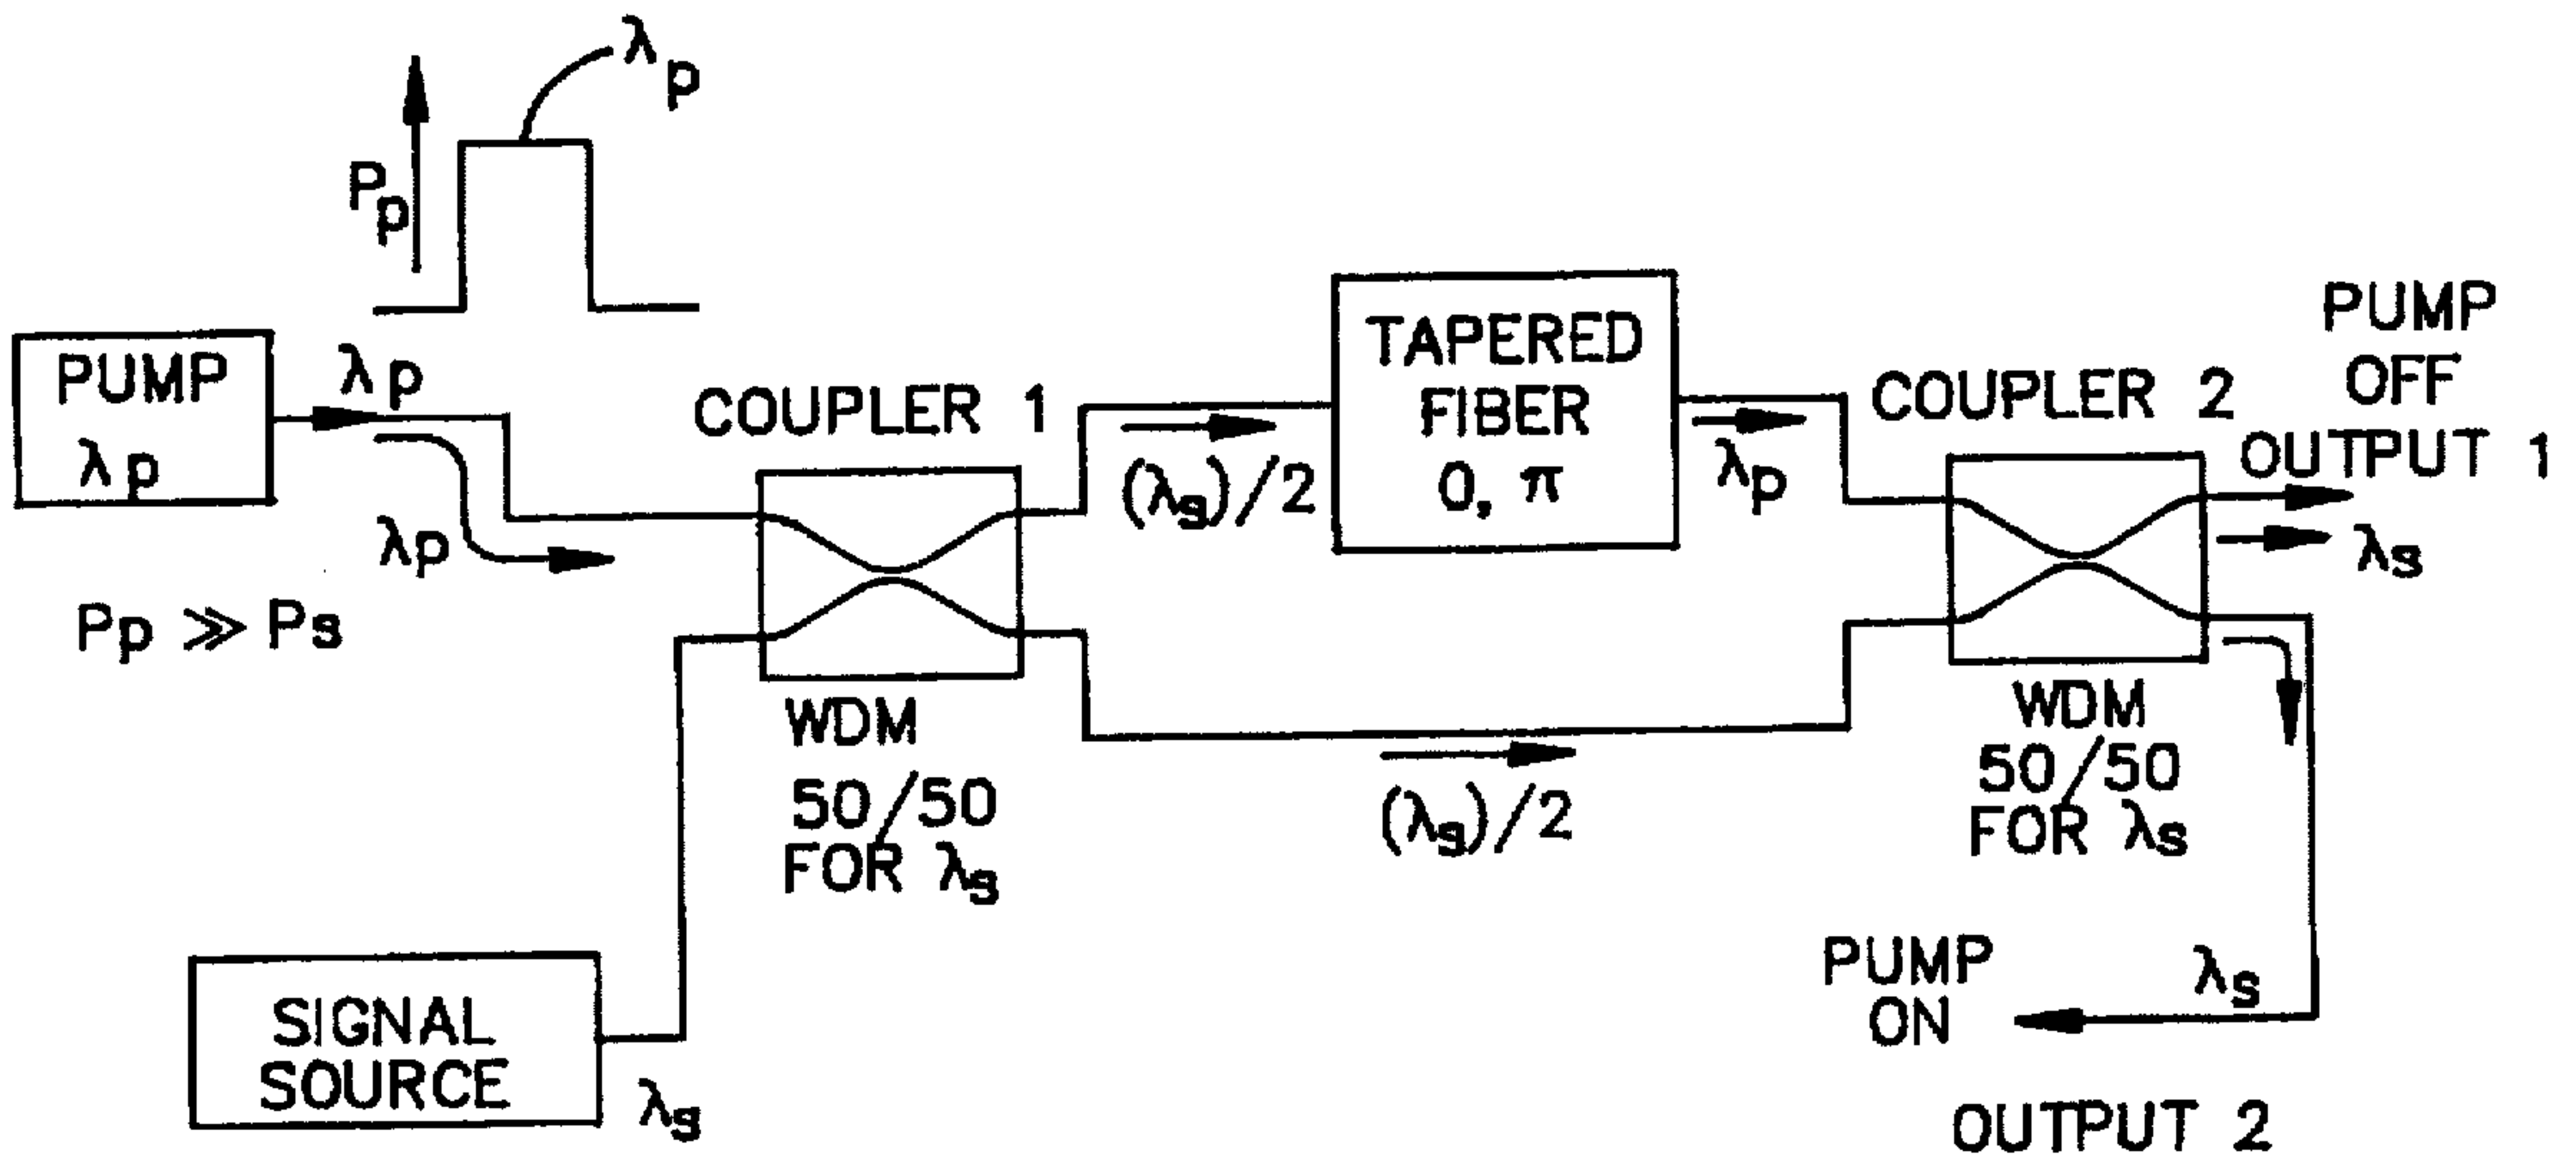 λp
Pp
PUMP
λp
λp
λp
Pp ≫ Ps
COUPLER 1
WDM
50/50
FOR λs
SIGNAL
SOURCE
λs
(λs)/2
TAPERED
FIBER
0, π
λp
(λs)/2
COUPLER 2
WDM
50/50
FOR λs
PUMP
OFF
OUTPUT 1
λs
PUMP
ON
λs
OUTPUT 2